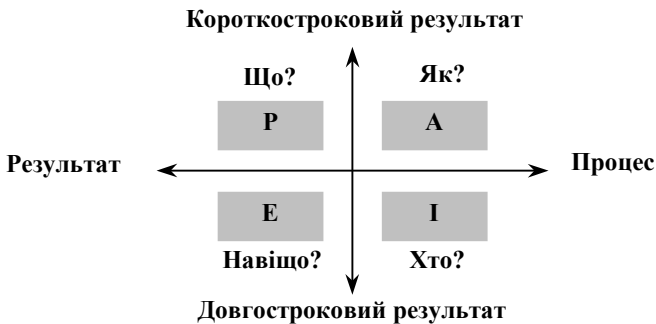 Короткостроковий результат
Що?
Як?
P
A
Результат
Процес
E
I
Навіщо?
Хто?
Довгостроковий результат